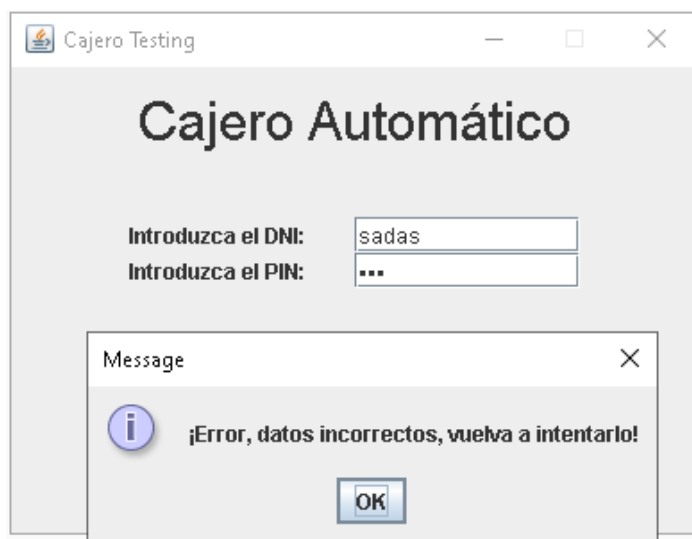 Cajero Testing
Cajero Automático
Introduzca el DNI: sadas
Introduzca el PIN: •••
Message
¡Error, datos incorrectos, vuelva a intentarlo!
OK